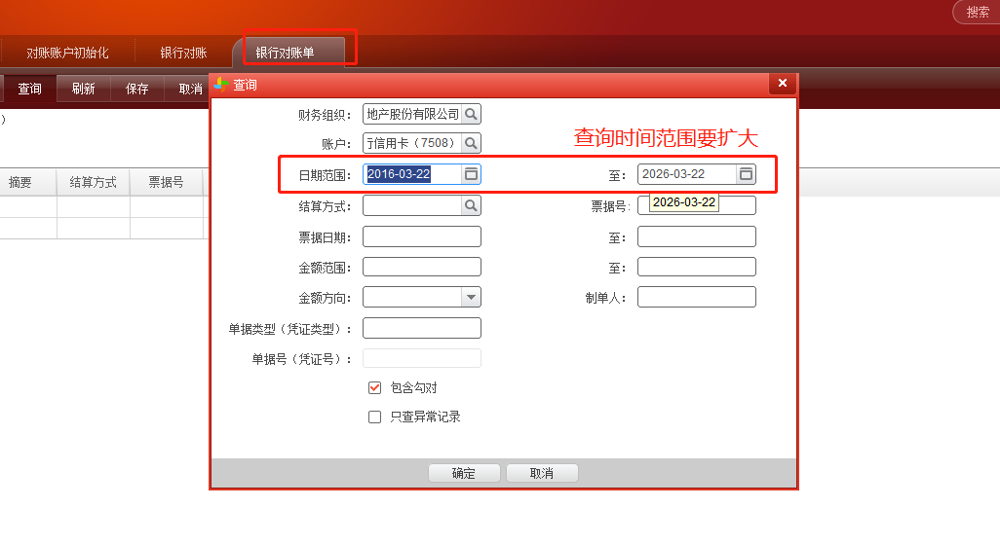 搜索
对账账户初始化 银行对账 银行对账单
查询 刷新 保存 取消
)
查询
财务组织： 地产股份有限公司
账户： 信用卡（7508）
查询时间范围要扩大
日期范围： 2016-03-22 至： 2026-03-22
2026-03-22
摘要 结算方式 票据号
结算方式： 票据号：
票据日期： 至：
金额范围： 至：
金额方向： 制单人：
单据类型（凭证类型）：
单据号（凭证号）：
包含勾对
只查异常记录
确定 取消